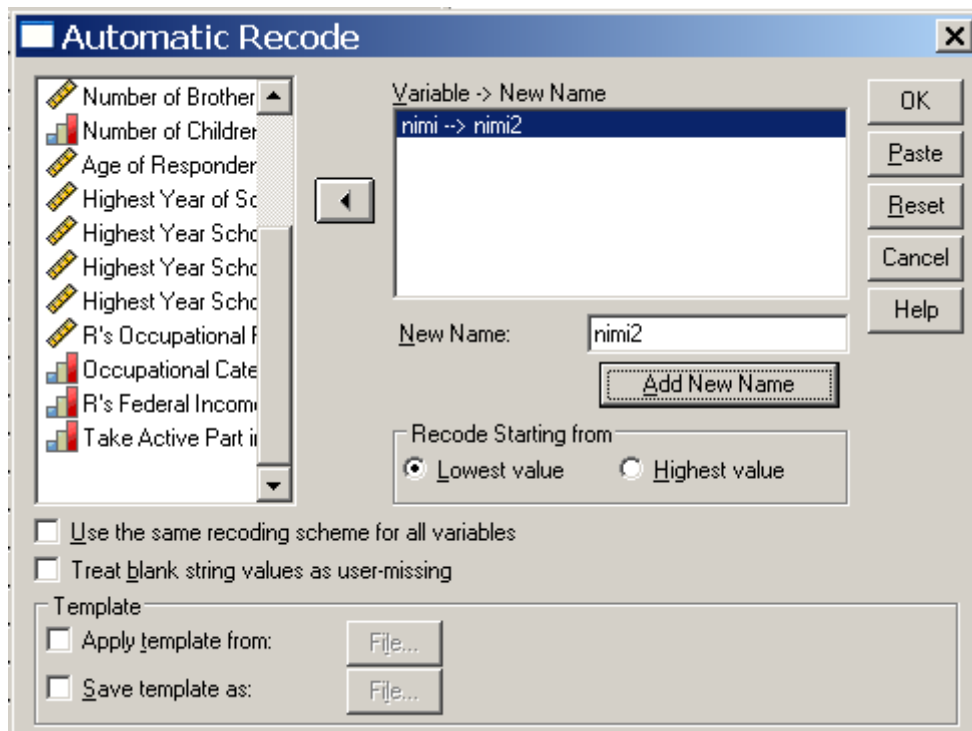 Automatic Recode
Number of Brother
Number of Children
Age of Responder
Highest Year of Sc
Highest Year Scho
Highest Year Scho
Highest Year Scho
R's Occupational
Occupational Cate
R's Federal Incom
Take Active Part i
Variable -> New Name
nimi --> nimi2
New Name:
nimi2
Add New Name
Recode Starting from
Lowest value
Highest value
OK
Paste
Reset
Cancel
Help
Use the same recoding scheme for all variables
Treat blank string values as user-missing
Template
Apply template from:
File...
Save template as:
File...